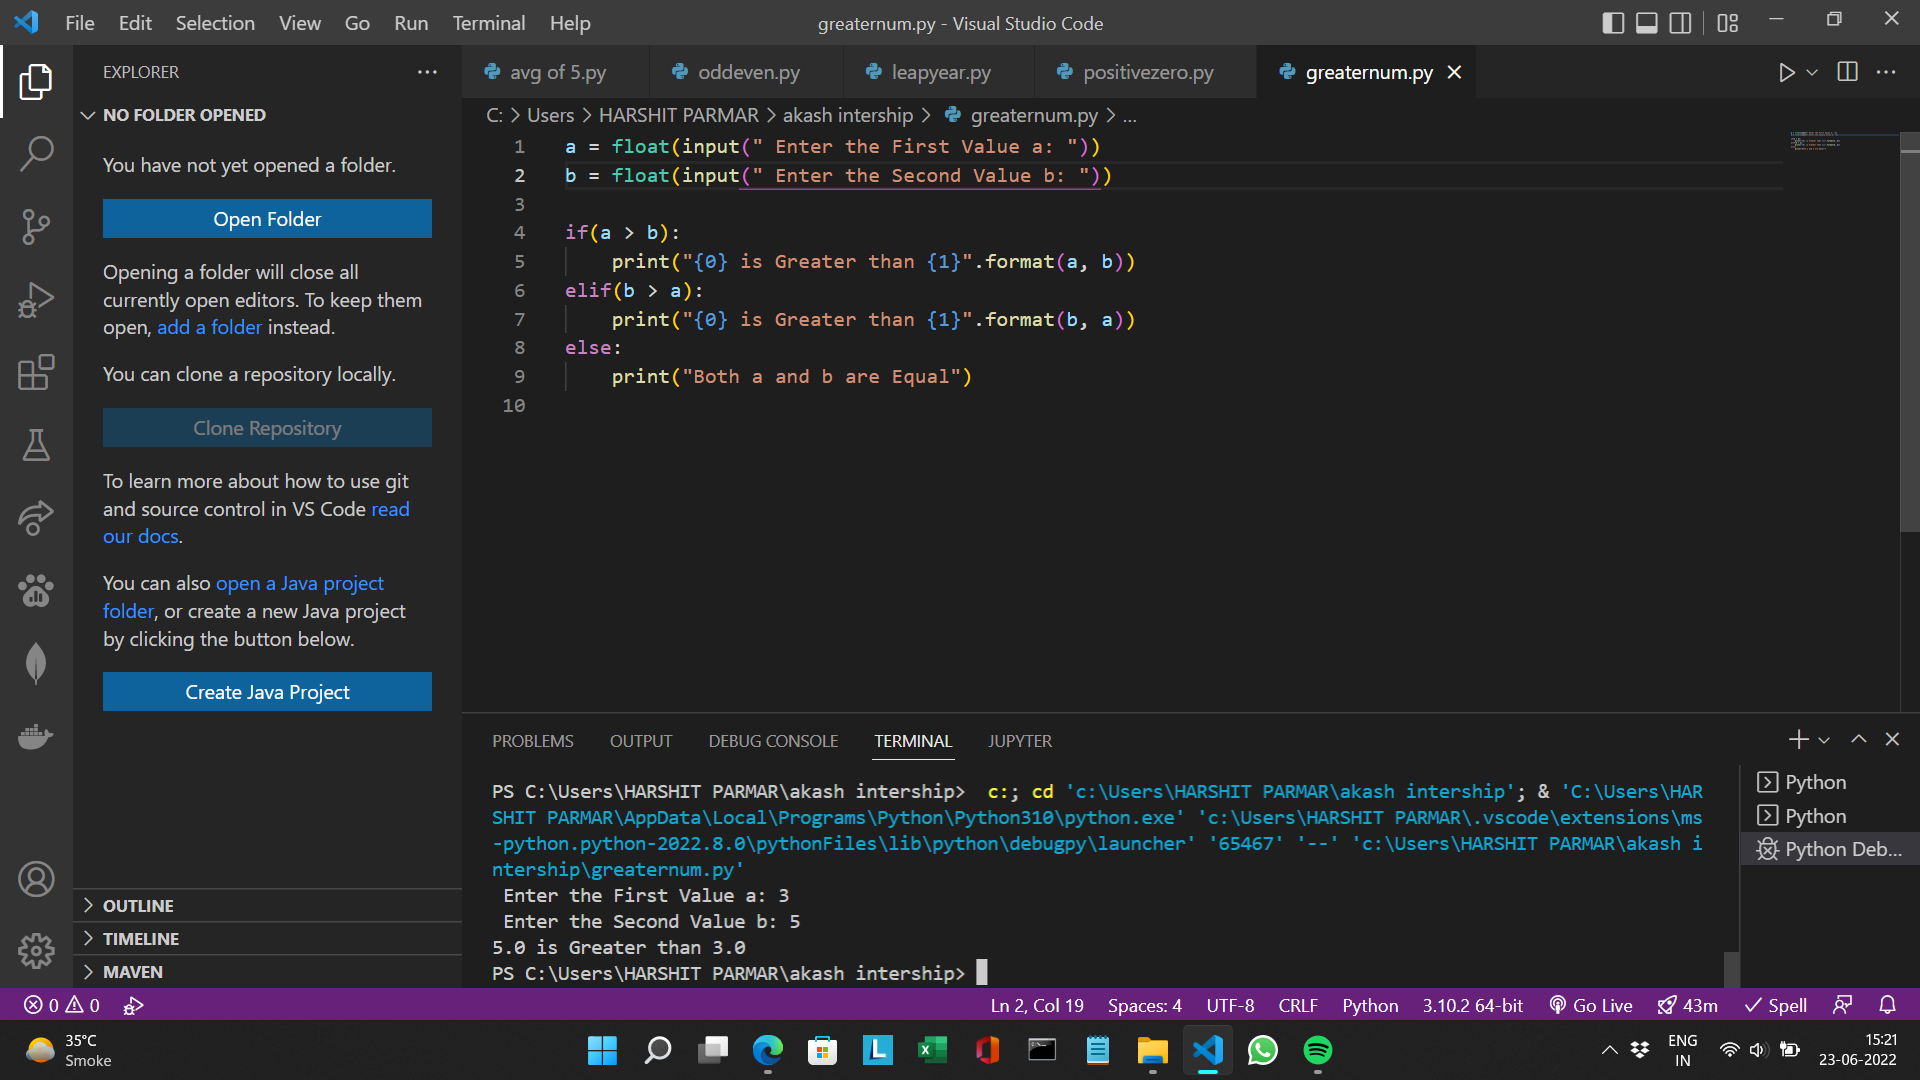 File Edit Selection View Go Run Terminal Help
greaternum.py - Visual Studio Code
EXPLORER
NO FOLDER OPENED
You have not yet opened a folder.
Open Folder
Opening a folder will close all
currently open editors. To keep them
open, add a folder instead.
You can clone a repository locally.
Clone Repository
To learn more about how to use git
and source control in VS Code read
our docs.
You can also open a Java project
folder, or create a new Java project
by clicking the button below.
Create Java Project
OUTLINE
TIMELINE
MAVEN
avg of 5.py oddeven.py leapyear.py positivezero.py greaternum.py
C: > Users > HARSHIT PARMAR > akash intership > greaternum.py > ...
1 a = float(input(" Enter the First Value a: "))
2 b = float(input(" Enter the Second Value b: "))
3
4 if(a > b):
5     print("{0} is Greater than {1}".format(a, b))
6 elif(b > a):
7     print("{0} is Greater than {1}".format(b, a))
8 else:
9     print("Both a and b are Equal")
10
PROBLEMS OUTPUT DEBUG CONSOLE TERMINAL JUPYTER
PS C:\Users\HARSHIT PARMAR\akash intership>  c:; cd 'c:\Users\HARSHIT PARMAR\akash intership'; & 'C:\Users\HAR
SHIT PARMAR\AppData\Local\Programs\Python\Python310\python.exe' 'c:\Users\HARSHIT PARMAR\.vscode\extensions\ms
-python.python-2022.8.0\pythonFiles\lib\python\debugpy\launcher' '65467' '--' 'c:\Users\HARSHIT PARMAR\akash i
ntership\greaternum.py'
 Enter the First Value a: 3
 Enter the Second Value b: 5
5.0 is Greater than 3.0
PS C:\Users\HARSHIT PARMAR\akash intership>
Python
Python
Python Deb...
0 0
Ln 2, Col 19 Spaces: 4 UTF-8 CRLF Python 3.10.2 64-bit Go Live 43m Spell
35°C
Smoke
ENG
IN
15:21
23-06-2022